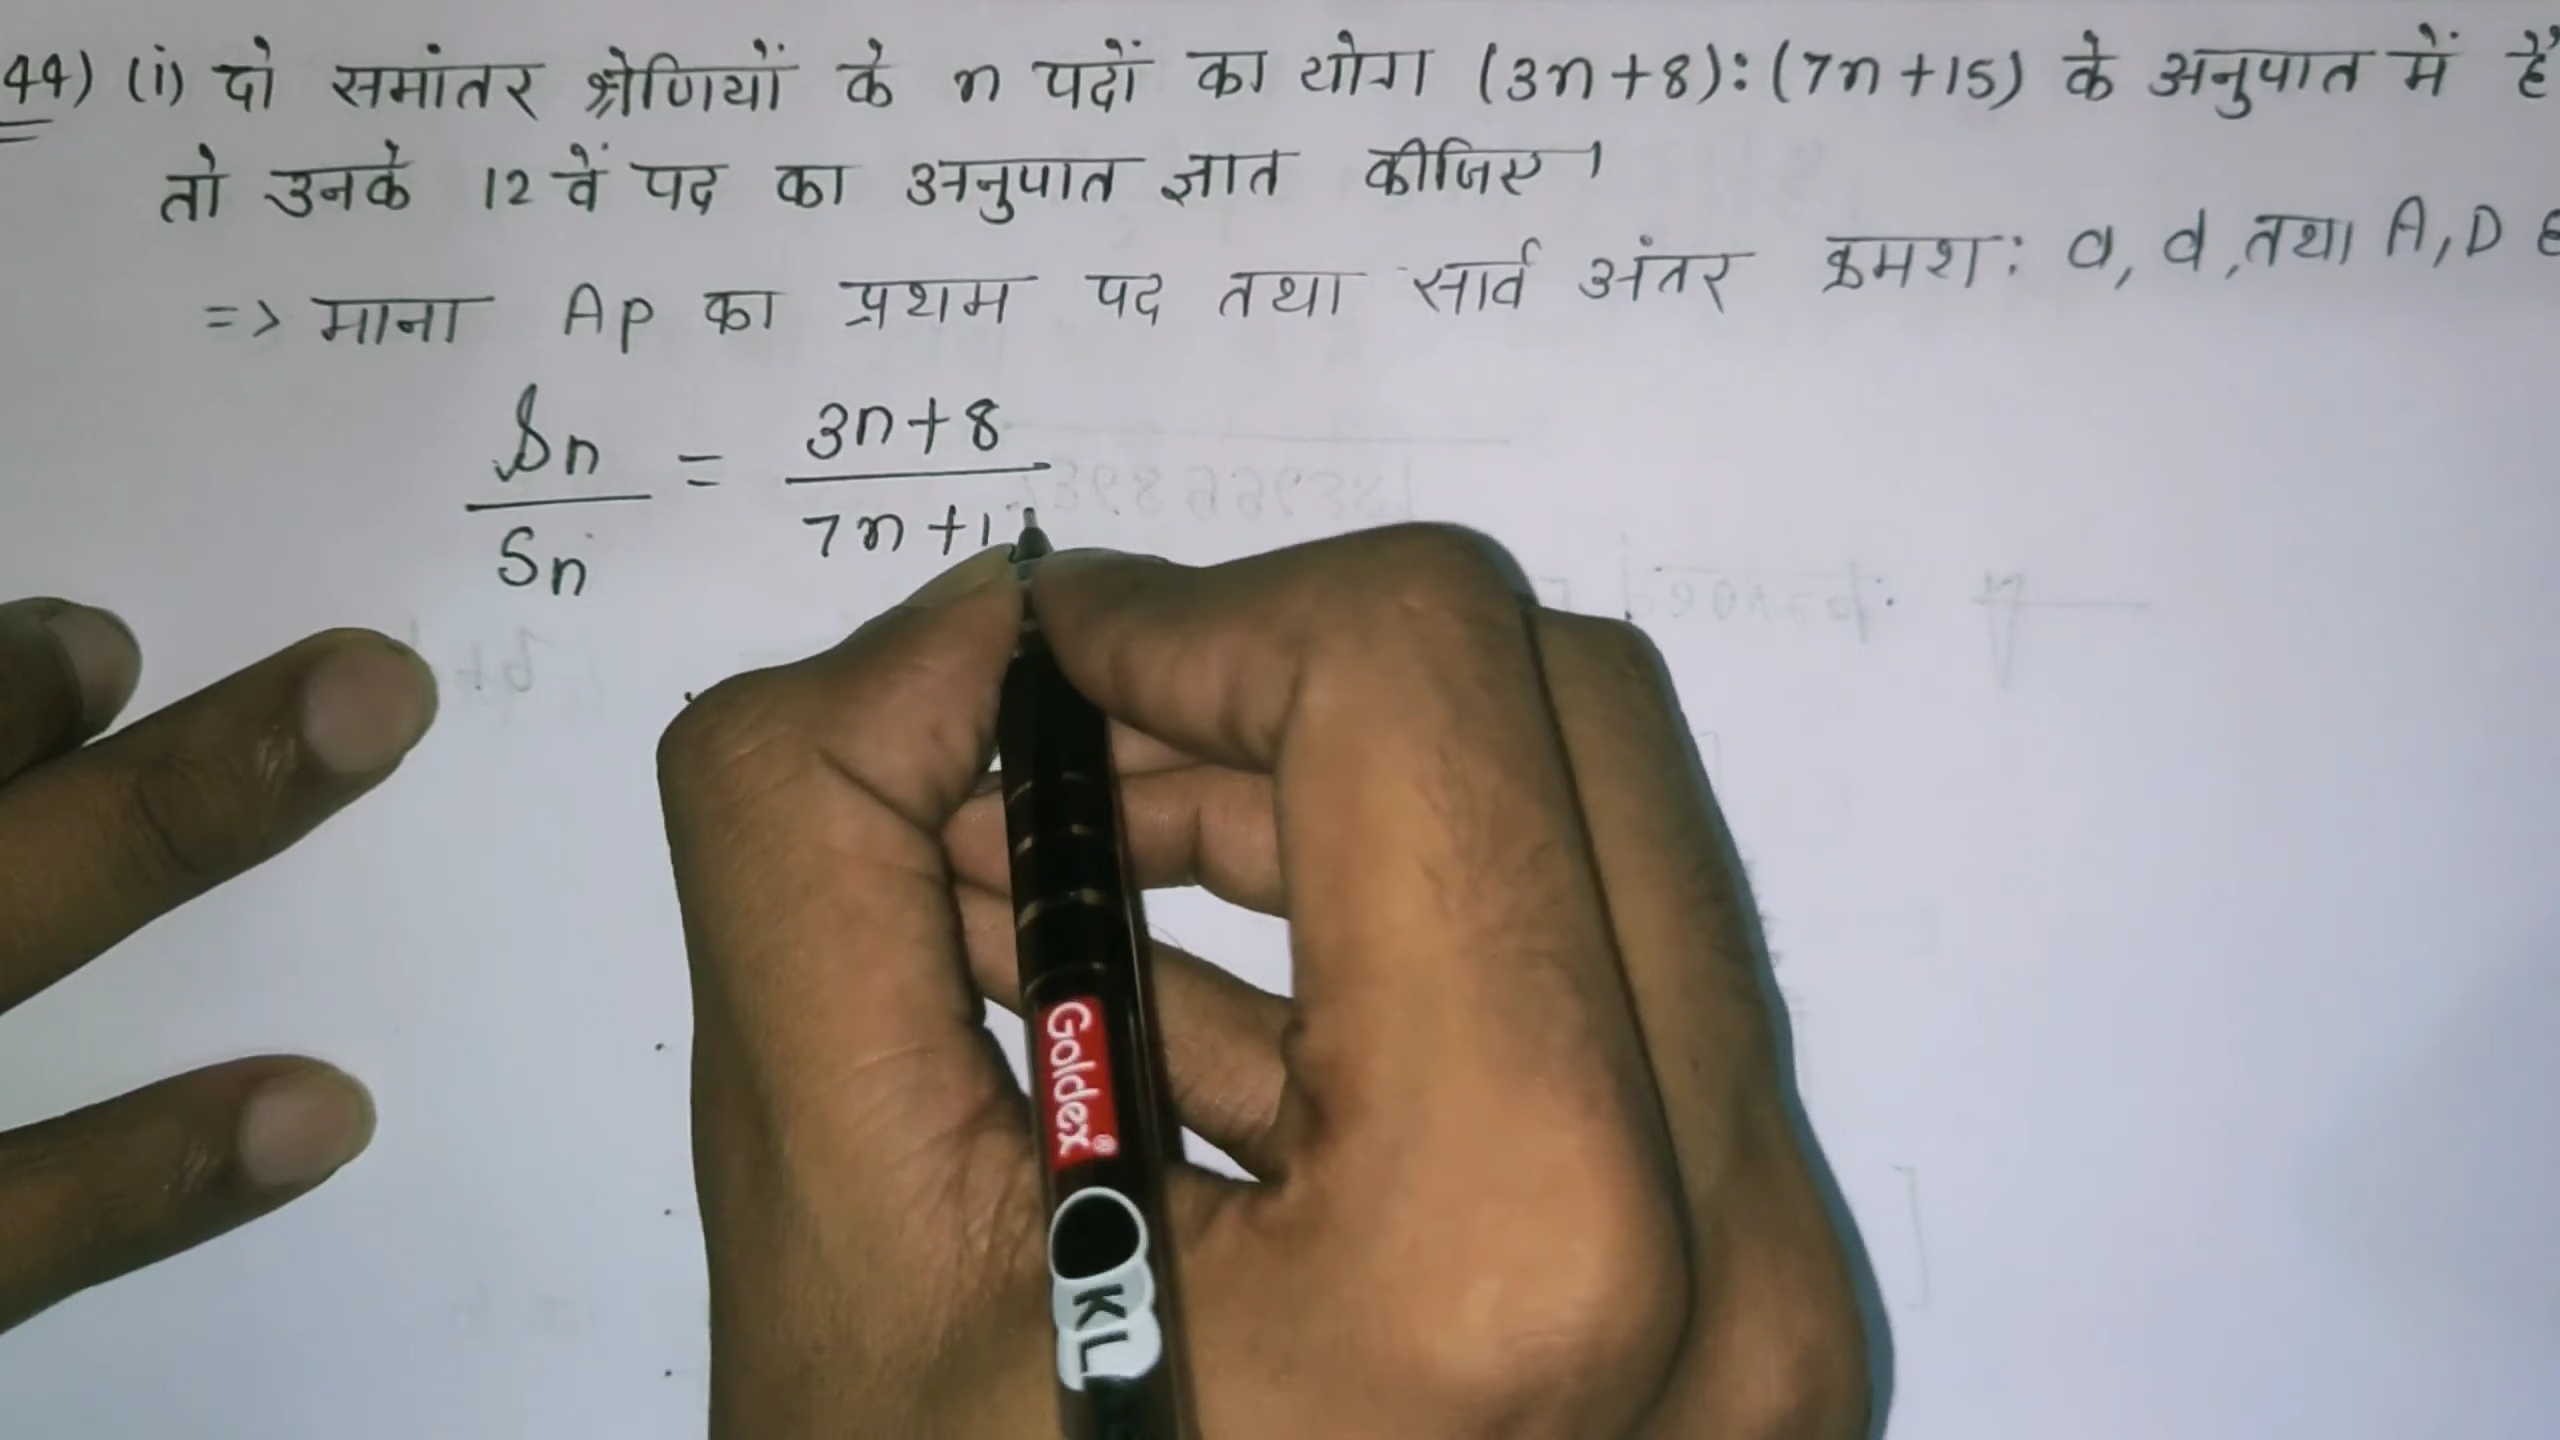 44) (i) दो समांतर श्रेणियों के n पदों का योग (3n+8):(7n+15) के अनुपात में है
तो उनके 12 वें पद का अनुपात ज्ञात कीजिए।
=> माना Ap का प्रथम पद तथा सार्व अंतर क्रमश: a, d, तथा A, D
Sn = 3n+8
Sn 7n+1
Goldex®
KL